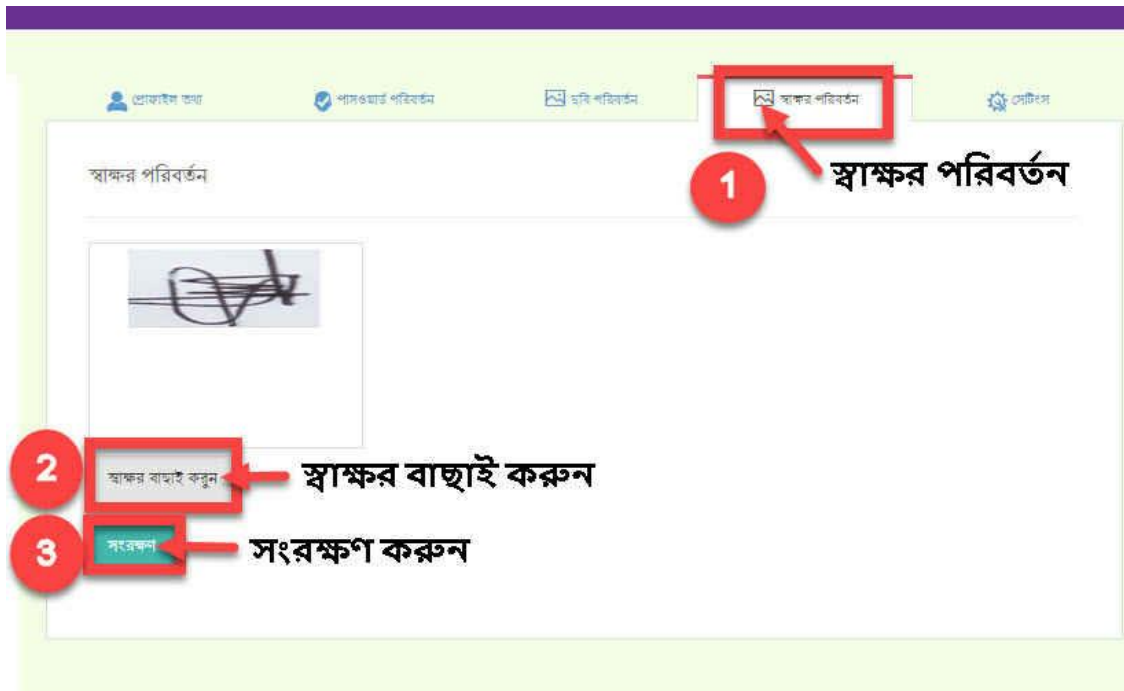 প্রোফাইল তথ্য
পাসওয়ার্ড পরিবর্তন
ছবি পরিবর্তন
স্বাক্ষর পরিবর্তন
সেটিংস
স্বাক্ষর পরিবর্তন
1
স্বাক্ষর পরিবর্তন
2
স্বাক্ষর বাছাই করুন
স্বাক্ষর বাছাই করুন
3
সংরক্ষণ
সংরক্ষণ করুন